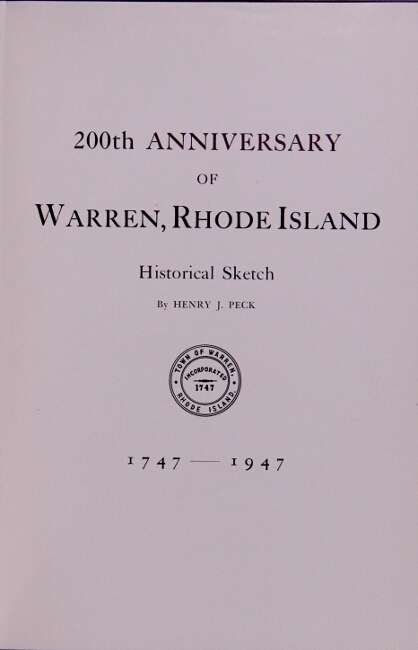 200th ANNIVERSARY
OF
WARREN, RHODE ISLAND
Historical Sketch
By HENRY J. PECK
TOWN OF WARREN,
INCORPORATED
1747
RHODE ISLAND.
1747 — 1947